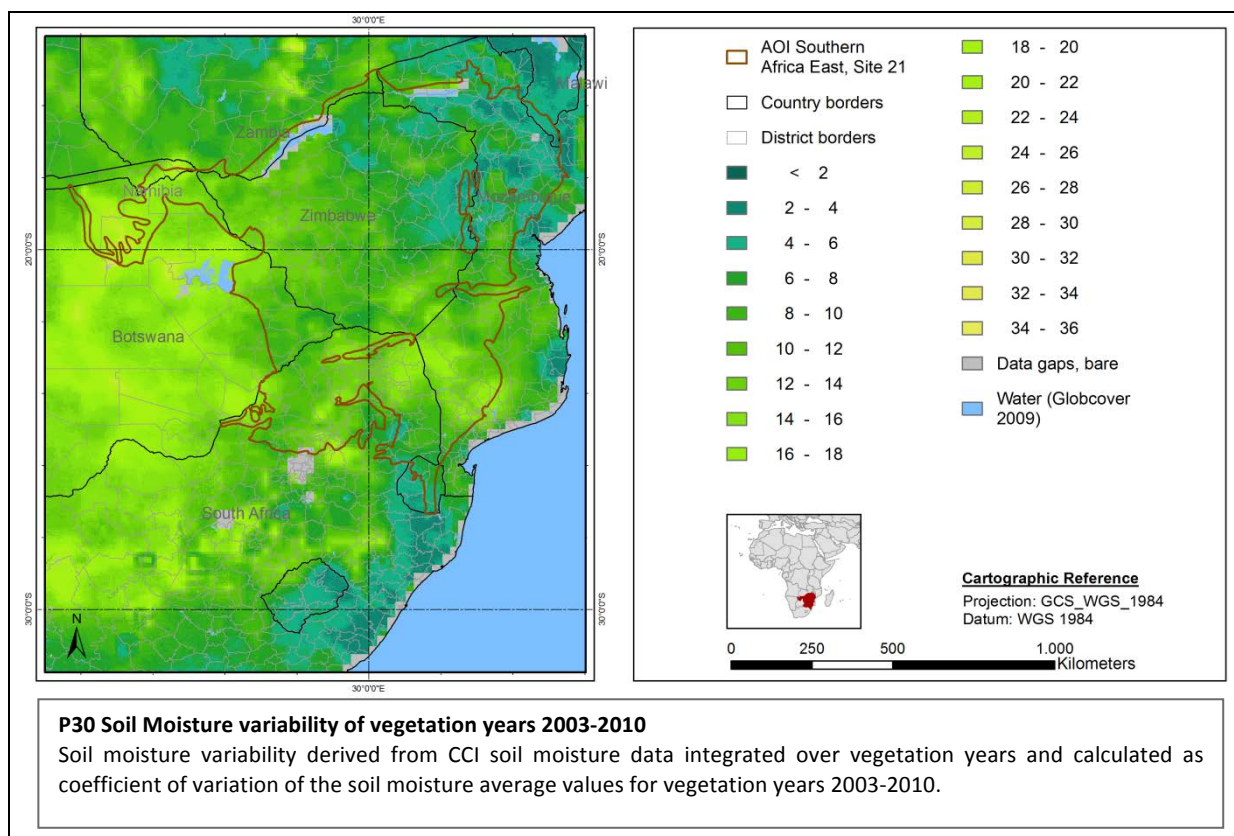 30°0'0"E
Malawi
Zambia
Namibia
Mozambique
Zimbabwe
20°0'0"S
20°0'0"S
Botswana
South Africa
30°0'0"S
30°0'0"S
N
30°0'0"E
AOI Southern
Africa East, Site 21
Country borders
District borders
< 2
2 - 4
4 - 6
6 - 8
8 - 10
10 - 12
12 - 14
14 - 16
16 - 18
18 - 20
20 - 22
22 - 24
24 - 26
26 - 28
28 - 30
30 - 32
32 - 34
34 - 36
Data gaps, bare
Water (Globcover
2009)
Cartographic Reference
Projection: GCS_WGS_1984
Datum: WGS 1984
0 250 500 1.000
Kilometers
P30 Soil Moisture variability of vegetation years 2003-2010
Soil moisture variability derived from CCI soil moisture data integrated over vegetation years and calculated as
coefficient of variation of the soil moisture average values for vegetation years 2003-2010.